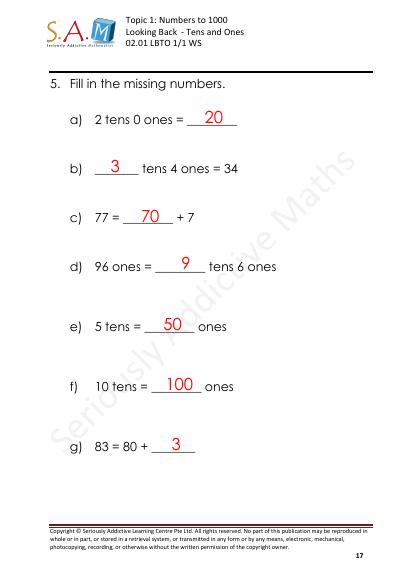 S.A.M
Seriously Addictive Mathematics
Topic 1: Numbers to 1000
Looking Back - Tens and Ones
02.01 LBTO 1/1 WS
5. Fill in the missing numbers.
a) 2 tens 0 ones = 20
b) 3 tens 4 ones = 34
c) 77 = 70 + 7
d) 96 ones = 9 tens 6 ones
e) 5 tens = 50 ones
f) 10 tens = 100 ones
g) 83 = 80 + 3
Seriously Addictive Maths
Copyright © Seriously Addictive Learning Centre Pte Ltd. All rights reserved. No part of this publication may be reproduced in
whole or in part, or stored in a retrieval system, or transmitted in any form or by any means, electronic, mechanical,
photocopying, recording, or otherwise without the written permission of the copyright owner.
17